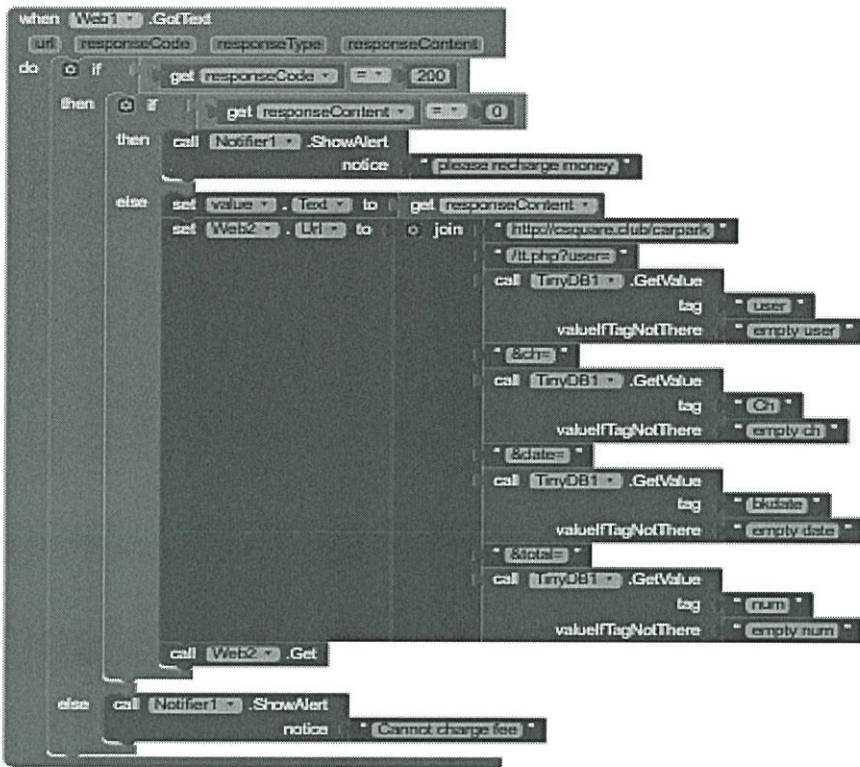 when Web1 .GotText
url responseCode responseType responseContent
do if get responseCode = 200
then if get responseContent = 0
then call Notifier1 .ShowAlert
notice " please recharge money "
else set value . Text to get responseContent
set Web2 . Url to join " http://csquare.club/carpark "
" /tt.php?user= "
call TinyDB1 .GetValue
tag " user "
valueIfTagNotThere " empty user "
" &ch= "
call TinyDB1 .GetValue
tag " Ch "
valueIfTagNotThere " empty ch "
" &date= "
call TinyDB1 .GetValue
tag " bkdate "
valueIfTagNotThere " empty date "
" &total= "
call TinyDB1 .GetValue
tag " num "
valueIfTagNotThere " empty num "
call Web2 .Get
else call Notifier1 .ShowAlert
notice " Cannot charge fee "